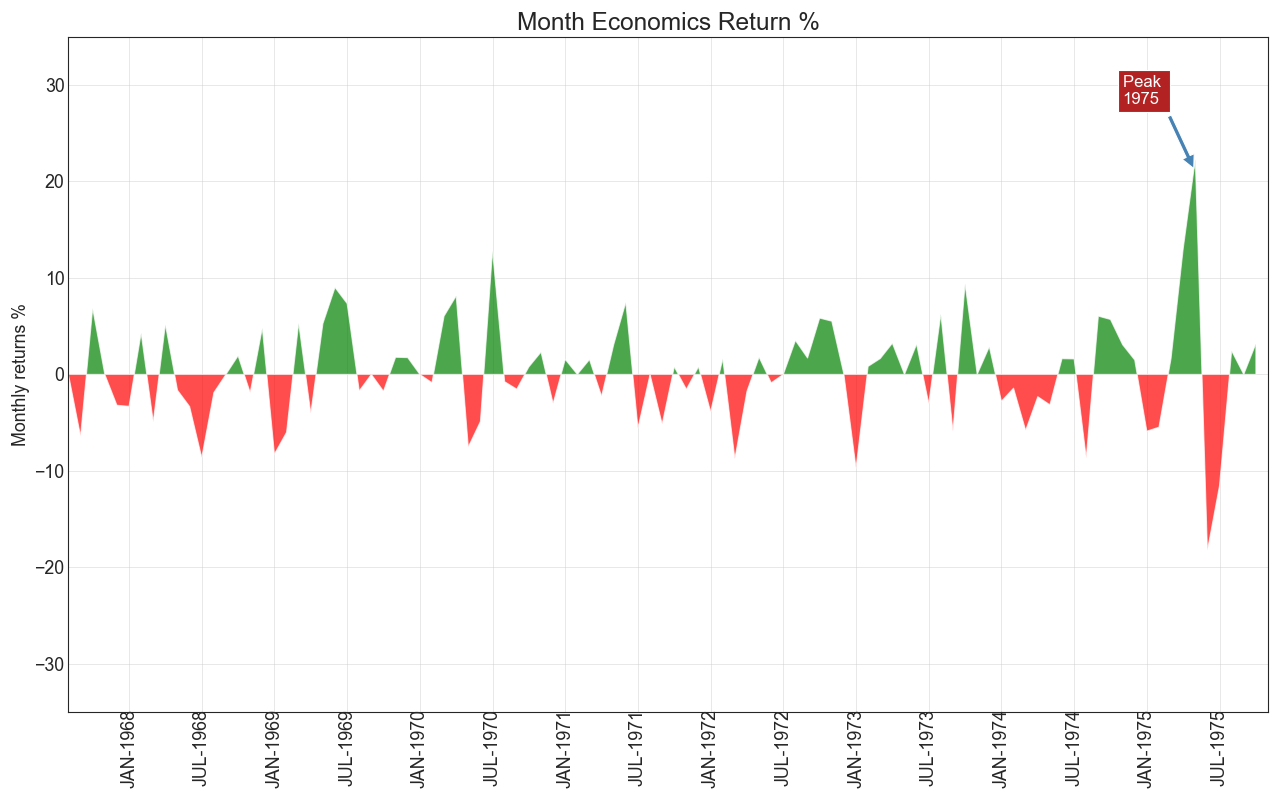 Month Economics Return %
Peak
1975
Monthly returns %
30
20
10
0
−10
−20
−30
JAN-1968
JUL-1968
JAN-1969
JUL-1969
JAN-1970
JUL-1970
JAN-1971
JUL-1971
JAN-1972
JUL-1972
JAN-1973
JUL-1973
JAN-1974
JUL-1974
JAN-1975
JUL-1975